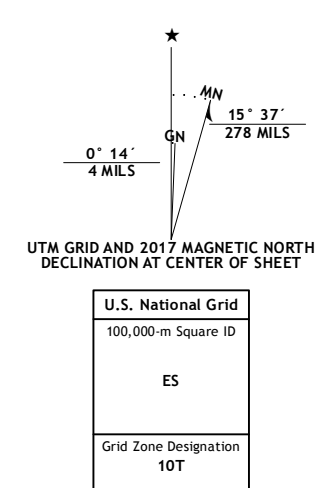 ★
MN
15° 37´
278 MILS
GN
0° 14´
4 MILS
UTM GRID AND 2017 MAGNETIC NORTH
DECLINATION AT CENTER OF SHEET
U.S. National Grid
100,000-m Square ID
ES
Grid Zone Designation
10T